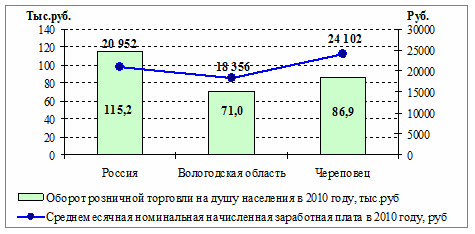 Тыс.руб. Руб.
140 30000
120 25000
100 20000
80 15000
60 10000
40 5000
20 0
0
20 952 18 356 24 102
115,2 71,0 86,9
Россия Вологодская область Череповец
Оборот розничной торговли на душу населения в 2010 году, тыс.руб
Среднемесячная номинальная начисленная заработная плата в 2010 году, руб